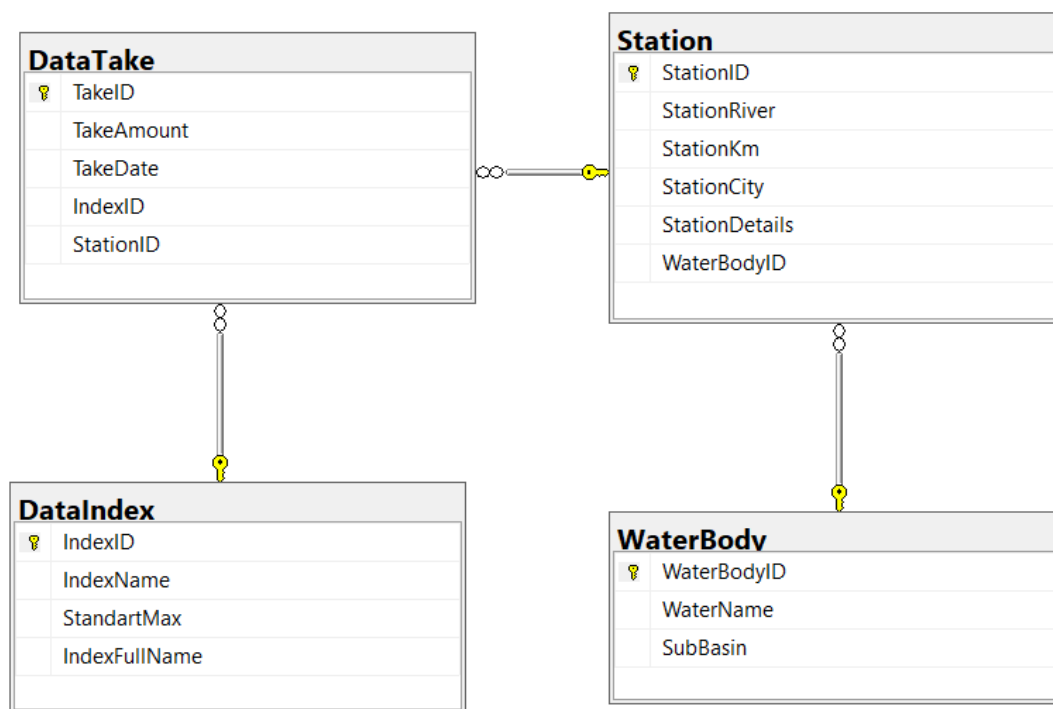 DataTake
TakeID
TakeAmount
TakeDate
IndexID
StationID
Station
StationID
StationRiver
StationKm
StationCity
StationDetails
WaterBodyID
DataIndex
IndexID
IndexName
StandartMax
IndexFullName
WaterBody
WaterBodyID
WaterName
SubBasin